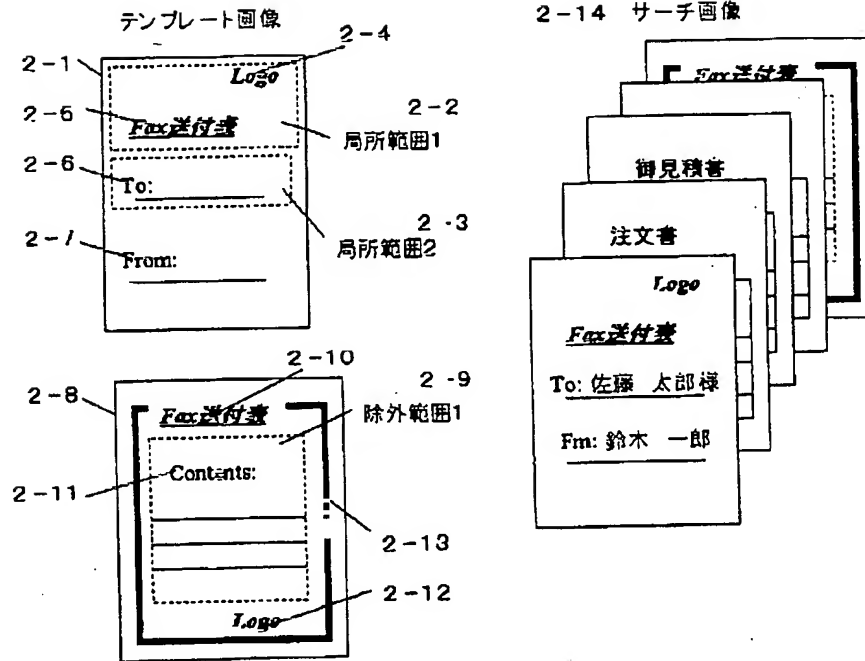 テンプレート画像
2-4
2-1
Logo
2-5
Fax送付表
2-2
局所範囲1
2-6
To:
2-3
局所範囲2
2-7
From:
2-8
2-10
Fax送付表
2-9
除外範囲1
Contents:
2-11
2-13
2-12
Logo
2-14 サーチ画像
Fax送付表
御見積書
注文書
Logo
Fax送付表
To: 佐藤 太郎様
Fm: 鈴木 一郎